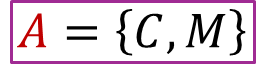 A = {C, M}